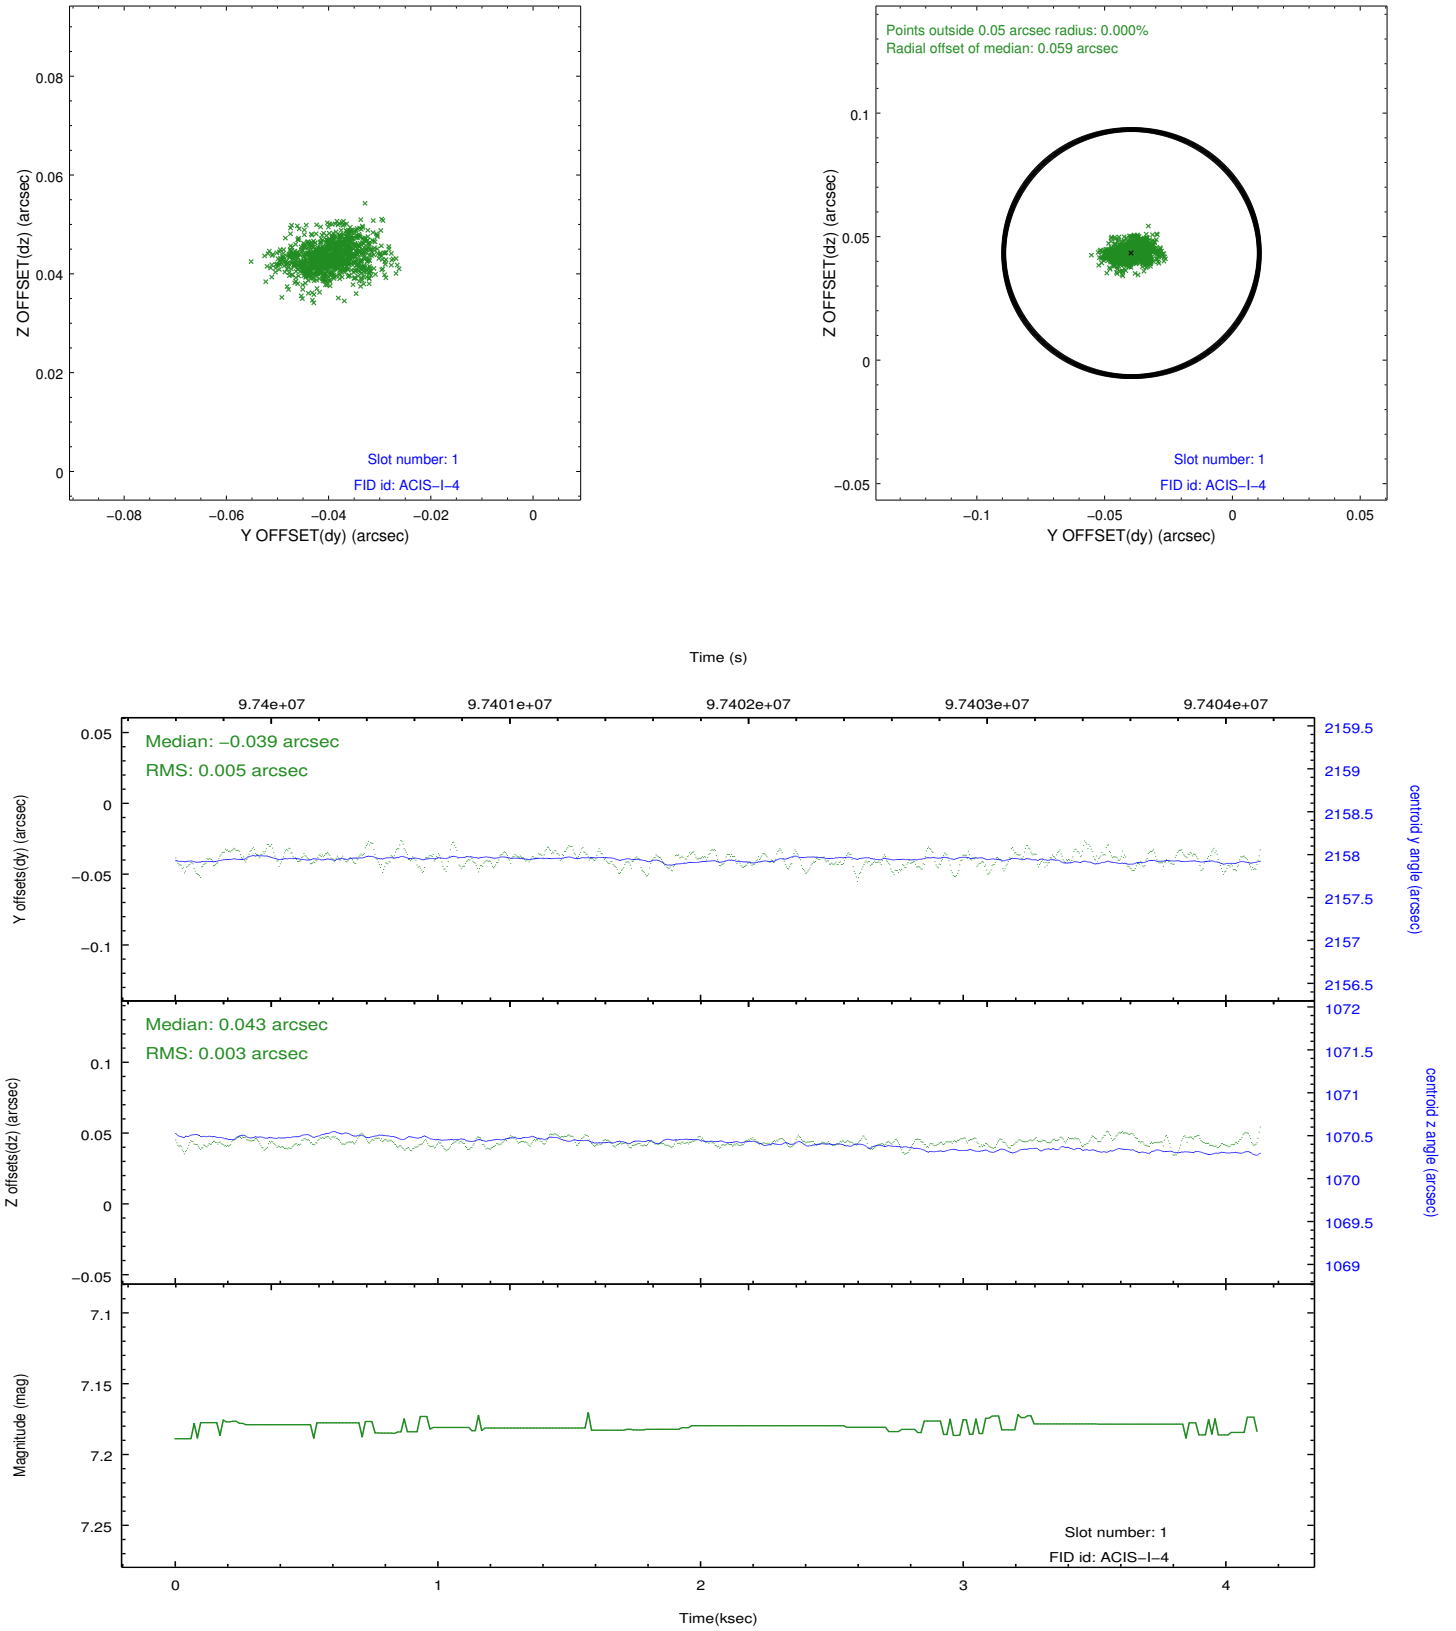 0.08
0.06
0.04
0.02
0
Z OFFSET(dz) (arcsec)
Slot number: 1
FID id: ACIS−I−4
−0.08
−0.06
−0.04
−0.02
0
Y OFFSET(dy) (arcsec)
Points outside 0.05 arcsec radius: 0.000%
Radial offset of median: 0.059 arcsec
0.1
0.05
0
−0.05
Z OFFSET(dz) (arcsec)
Slot number: 1
FID id: ACIS−I−4
−0.1
−0.05
0
0.05
Y OFFSET(dy) (arcsec)
Time (s)
9.74e+07
9.7401e+07
9.7402e+07
9.7403e+07
9.7404e+07
Median: −0.039 arcsec
RMS: 0.005 arcsec
0.05
0
−0.05
−0.1
Y offsets(dy) (arcsec)
2159.5
2159
2158.5
2158
2157.5
2157
2156.5
centroid y angle (arcsec)
Median: 0.043 arcsec
RMS: 0.003 arcsec
0.1
0.05
0
−0.05
Z offsets(dz) (arcsec)
1072
1071.5
1071
1070.5
1070
1069.5
1069
centroid z angle (arcsec)
7.1
7.15
7.2
7.25
Magnitude (mag)
Slot number: 1
FID id: ACIS−I−4
0
1
2
3
4
Time(ksec)